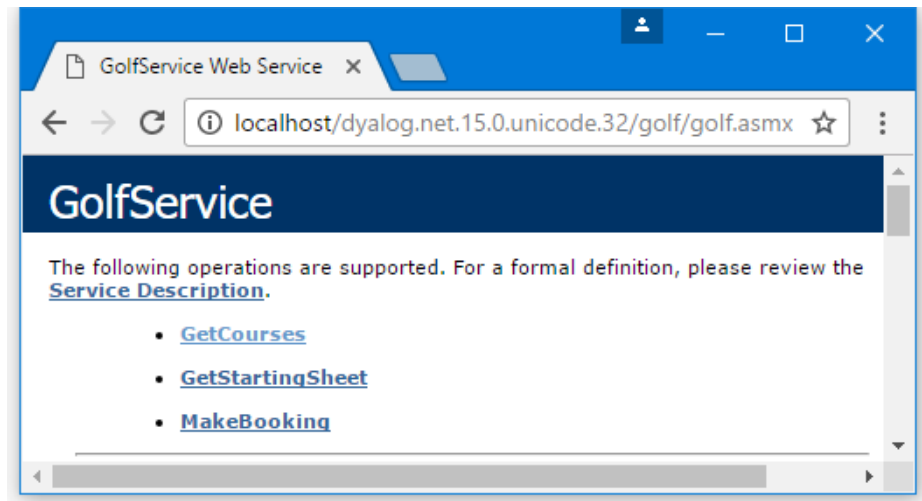 GolfService Web Service
localhost/dyalog.net.15.0.unicode.32/golf/golf.asmx
GolfService
The following operations are supported. For a formal definition, please review the
Service Description.
• GetCourses
• GetStartingSheet
• MakeBooking